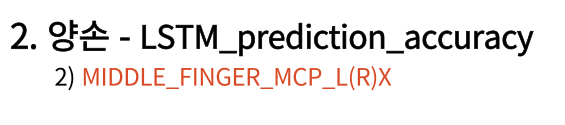 2. 양손 - LSTM_prediction_accuracy
2) MIDDLE_FINGER_MCP_L(R)X